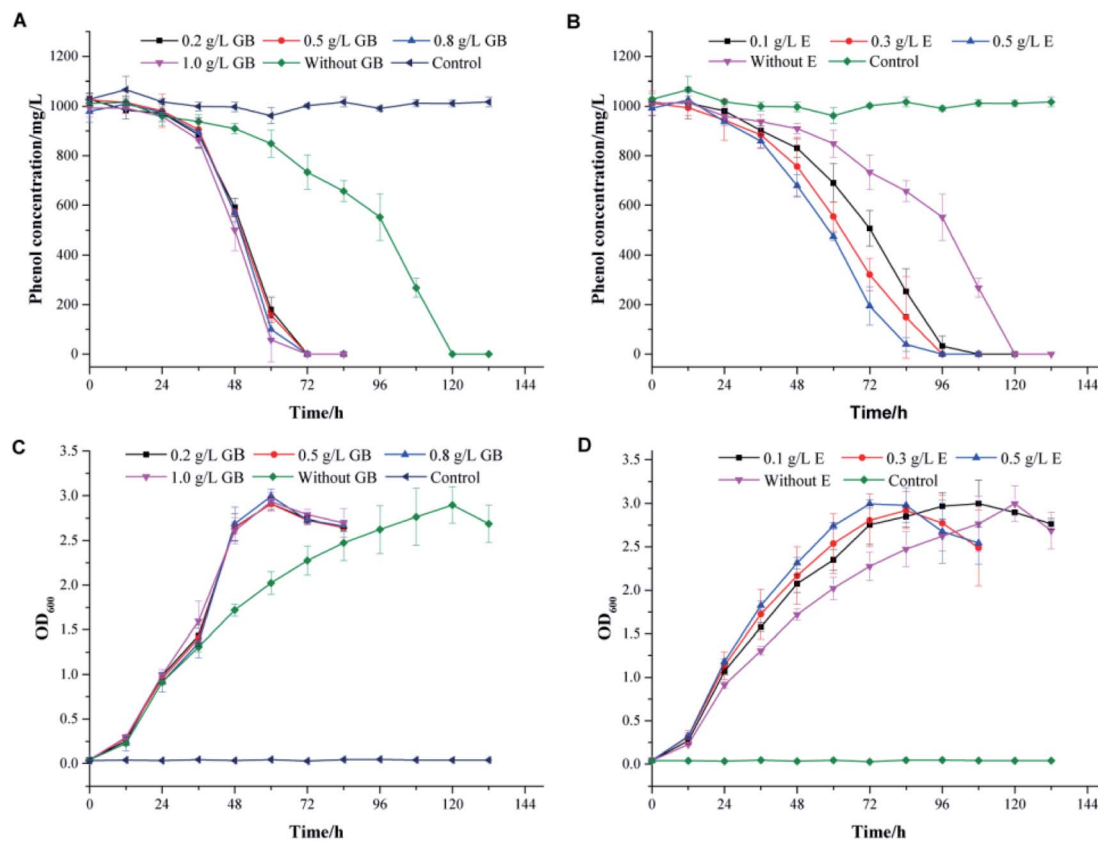 A
0.2 g/L GB 0.5 g/L GB 0.8 g/L GB
1.0 g/L GB Without GB Control
Phenol concentration/mg/L
1200
1000
800
600
400
200
0
0 24 48 72 96 120 144
Time/h
B
0.1 g/L E 0.3 g/L E 0.5 g/L E
Without E Control
Phenol concentration/mg/L
1200
1000
800
600
400
200
0
0 24 48 72 96 120 144
Time/h
C
0.2 g/L GB 0.5 g/L GB 0.8 g/L GB
1.0 g/L GB Without GB Control
OD600
3.5
3.0
2.5
2.0
1.5
1.0
0.5
0.0
0 24 48 72 96 120 144
Time/h
D
0.1 g/L E 0.3 g/L E 0.5 g/L E
Without E Control
OD600
3.5
3.0
2.5
2.0
1.5
1.0
0.5
0.0
0 24 48 72 96 120 144
Time/h